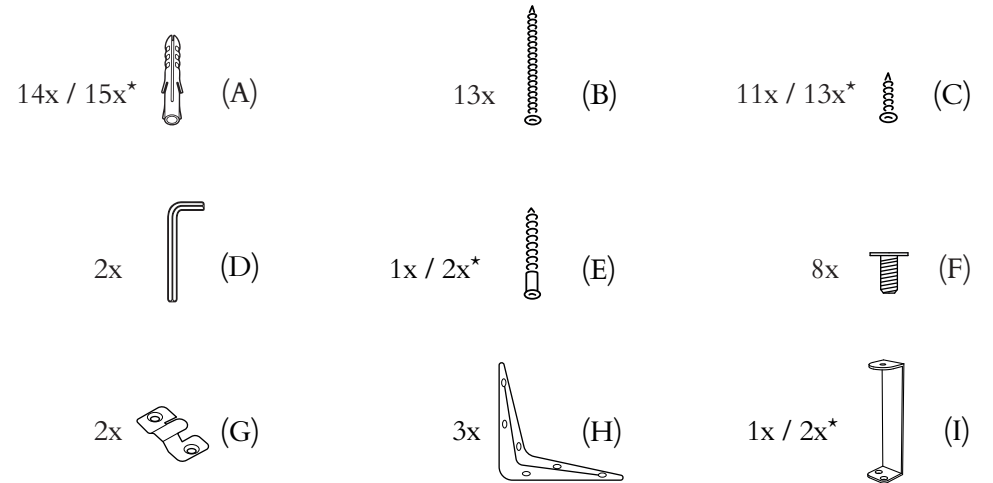 14x / 15x* (A) 13x (B) 11x / 13x* (C)
2x (D) 1x / 2x* (E) 8x (F)
2x (G) 3x (H) 1x / 2x* (I)